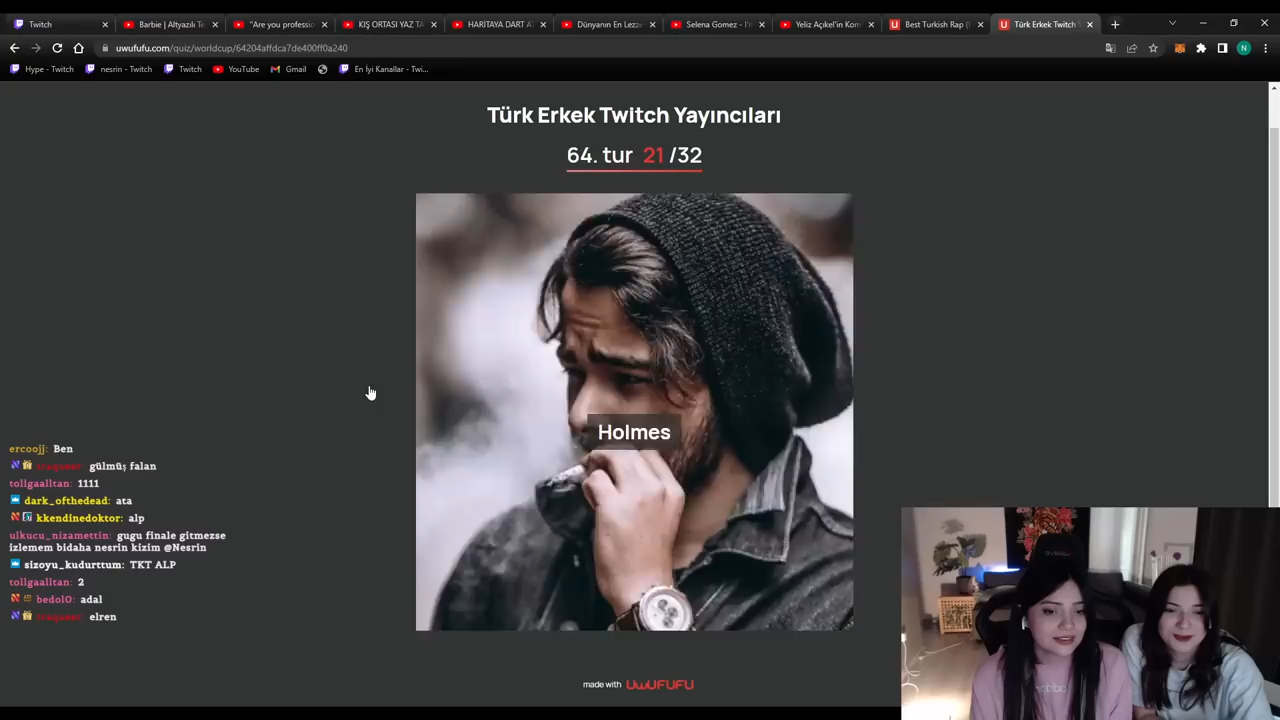 Twitch
Barbie | Altyazılı Te
"Are you professio
KIŞ ORTASI YAZ TA
HARİTAYA DART A
Dünyanın En Lezze
Selena Gomez - I'm
Yeliz Açıkel'in Kom
Best Turkish Rap (
Türk Erkek Twitch
uwufufu.com/quiz/worldcup/64204affdca7de400ff0a240
Hype - Twitch
nesrin - Twitch
Twitch
YouTube
Gmail
En İyi Kanallar - Twi...
Türk Erkek Twitch Yayıncıları
64. tur 21 /32
Holmes
ercoojj: Ben
gülmüş falan
tollgaalltan: 1111
dark_ofthedead: ata
kkendinedoktor: alp
ulkucu_nizamettin: gugu finale gitmezse
izlemem bidaha nesrin kizim @Nesrin
sizoyu_kudurttum: TKT ALP
tollgaalltan: 2
bedolO: adal
elren
made with UwUFUFU